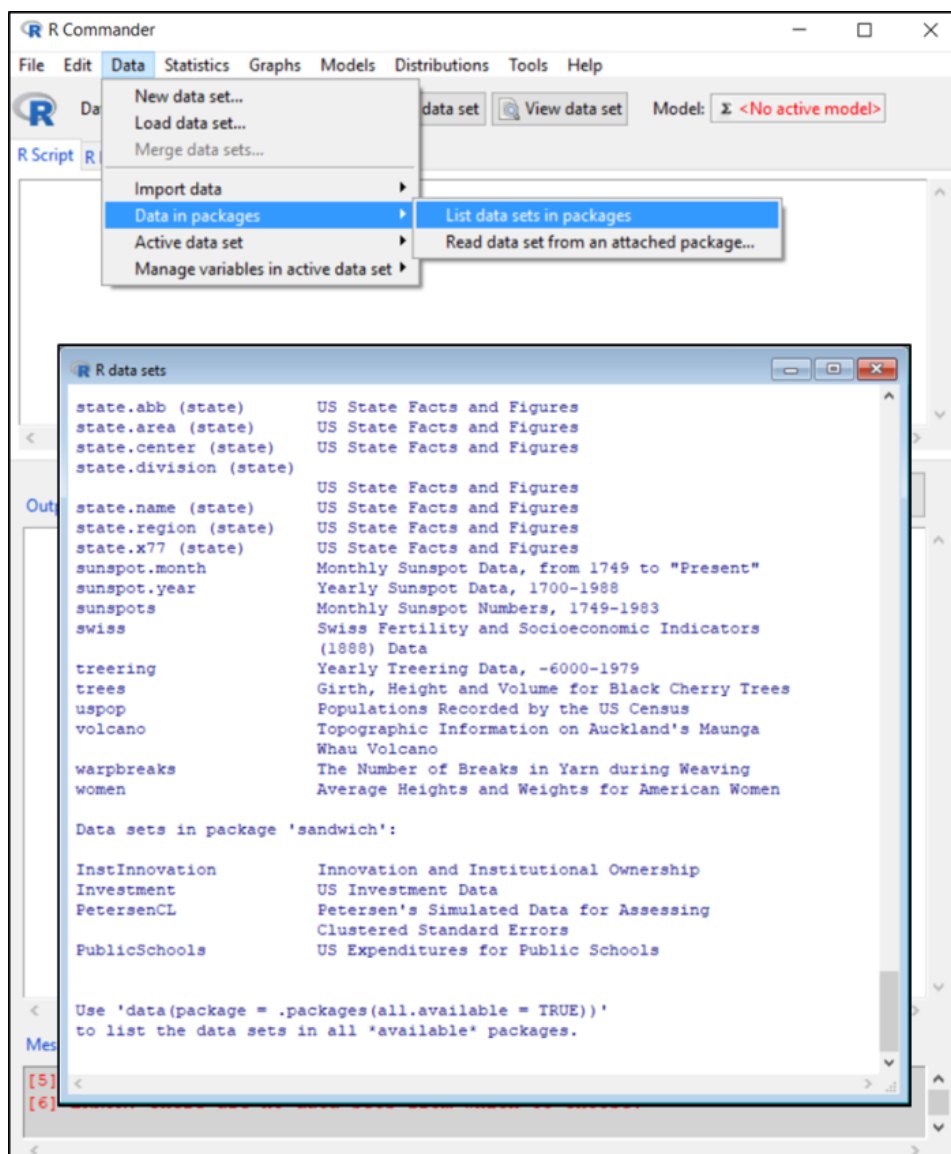 R Commander
File Edit Data Statistics Graphs Models Distributions Tools Help
Da
data set View data set Model: Σ <No active model>
R Script R
New data set...
Load data set...
Merge data sets...
Import data
Data in packages
Active data set
Manage variables in active data set
List data sets in packages
Read data set from an attached package...
R data sets
state.abb (state) US State Facts and Figures
state.area (state) US State Facts and Figures
state.center (state) US State Facts and Figures
state.division (state)
US State Facts and Figures
state.name (state) US State Facts and Figures
state.region (state) US State Facts and Figures
state.x77 (state) US State Facts and Figures
sunspot.month Monthly Sunspot Data, from 1749 to "Present"
sunspot.year Yearly Sunspot Data, 1700-1988
sunspots Monthly Sunspot Numbers, 1749-1983
swiss Swiss Fertility and Socioeconomic Indicators
(1888) Data
treering Yearly Treering Data, -6000-1979
trees Girth, Height and Volume for Black Cherry Trees
uspop Populations Recorded by the US Census
volcano Topographic Information on Auckland's Maunga
Whau Volcano
warpbreaks The Number of Breaks in Yarn during Weaving
women Average Heights and Weights for American Women
Data sets in package 'sandwich':
InstInnovation Innovation and Institutional Ownership
Investment US Investment Data
PetersenCL Petersen's Simulated Data for Assessing
Clustered Standard Errors
PublicSchools US Expenditures for Public Schools
Use 'data(package = .packages(all.available = TRUE))'
to list the data sets in all *available* packages.
Outp
Mes
[5]
[6]